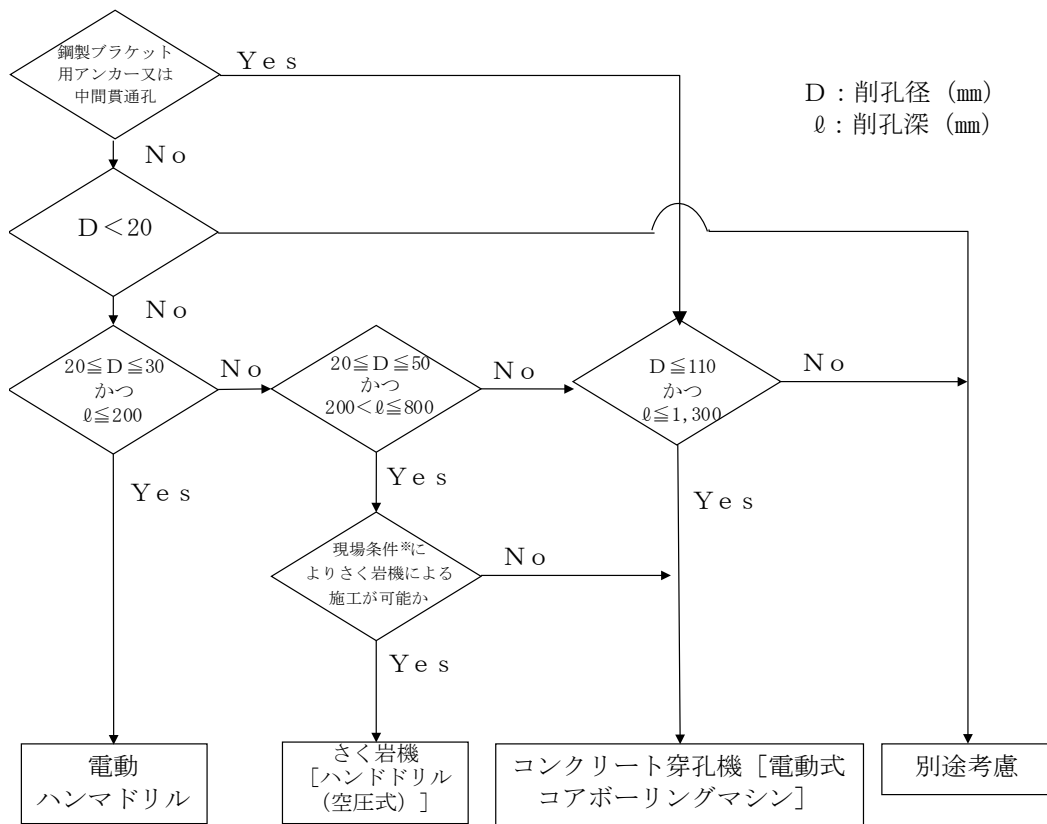 鋼製ブラケット
用アンカー又は
中間貫通孔
Ｙｅｓ
Ｄ：削孔径（㎜）
ℓ：削孔深（㎜）
Ｎｏ
Ｄ＜20
Ｎｏ
20≦Ｄ≦30
かつ
ℓ≦200
Ｎｏ
20≦Ｄ≦50
かつ
200<ℓ≦800
Ｎｏ
Ｄ≦110
かつ
ℓ≦1,300
Ｎｏ
Ｙｅｓ
Ｙｅｓ
Ｙｅｓ
現場条件※に
よりさく岩機による
施工が可能か
Ｎｏ
Ｙｅｓ
電動
ハンマドリル
さく岩機
［ハンドドリル
（空圧式）］
コンクリート穿孔機［電動式
コアボーリングマシン］
別途考慮